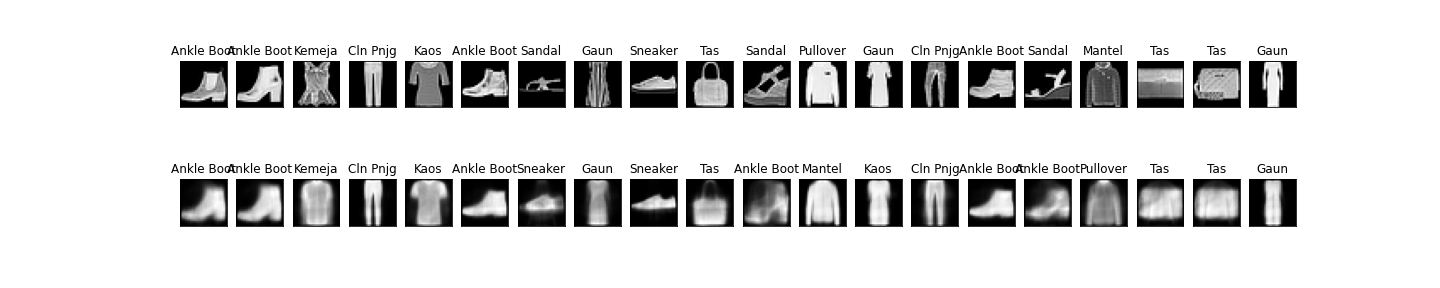 Ankle Boot Ankle Boot Kemeja Cln Pnjg Kaos Ankle Boot Sandal Gaun Sneaker Tas Sandal Pullover Gaun Cln Pnjg Ankle Boot Sandal Mantel Tas Tas Gaun
Ankle Boot Ankle Boot Kemeja Cln Pnjg Kaos Ankle Boot Sneaker Gaun Sneaker Tas Ankle Boot Mantel Kaos Cln Pnjg Ankle Boot Ankle Boot Pullover Tas Tas Gaun